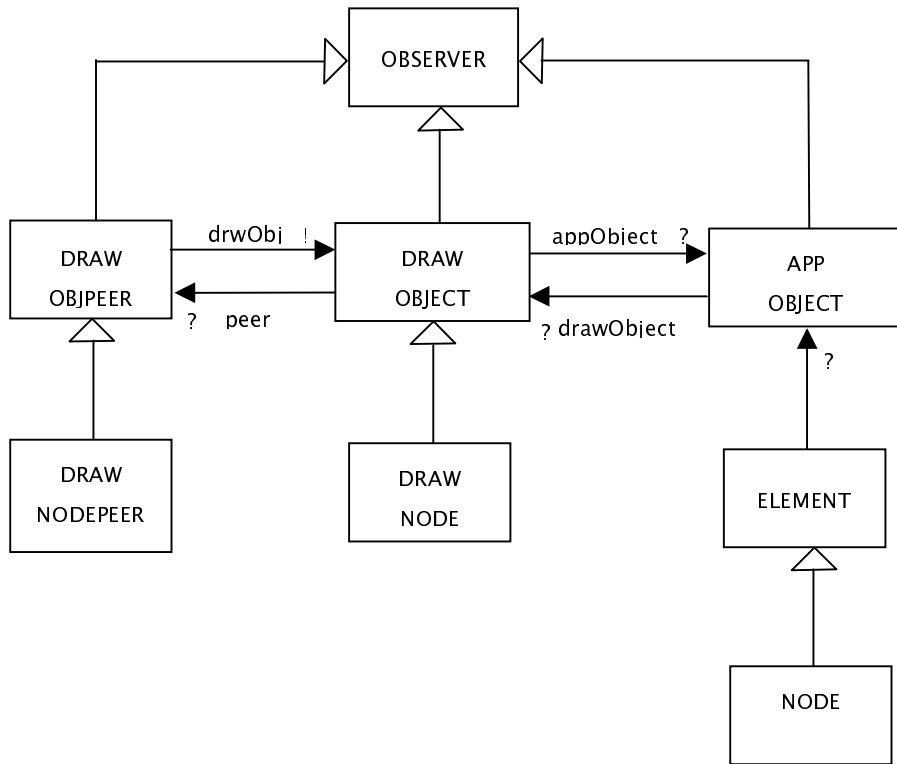 OBSERVER
drwObj !
appObject ?
DRAW
OBJPEER
DRAW
OBJECT
APP
OBJECT
? peer
? drawObject
?
DRAW
NODEPEER
DRAW
NODE
ELEMENT
NODE